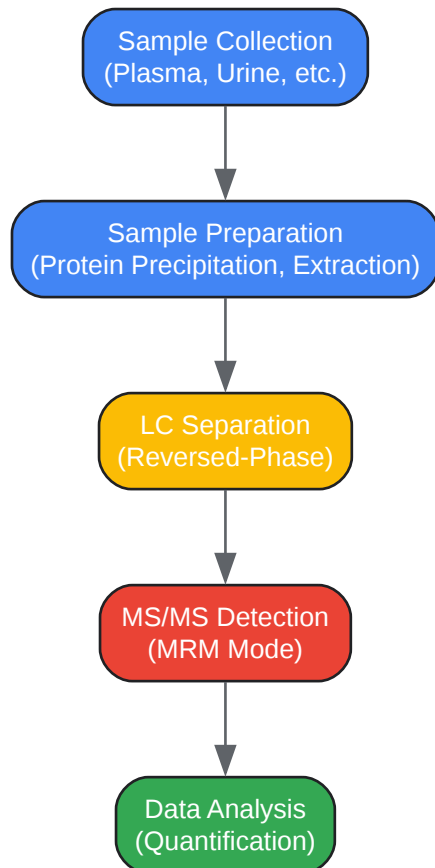 Sample Collection
(Plasma, Urine, etc.)
Sample Preparation
(Protein Precipitation, Extraction)
LC Separation
(Reversed-Phase)
MS/MS Detection
(MRM Mode)
Data Analysis
(Quantification)